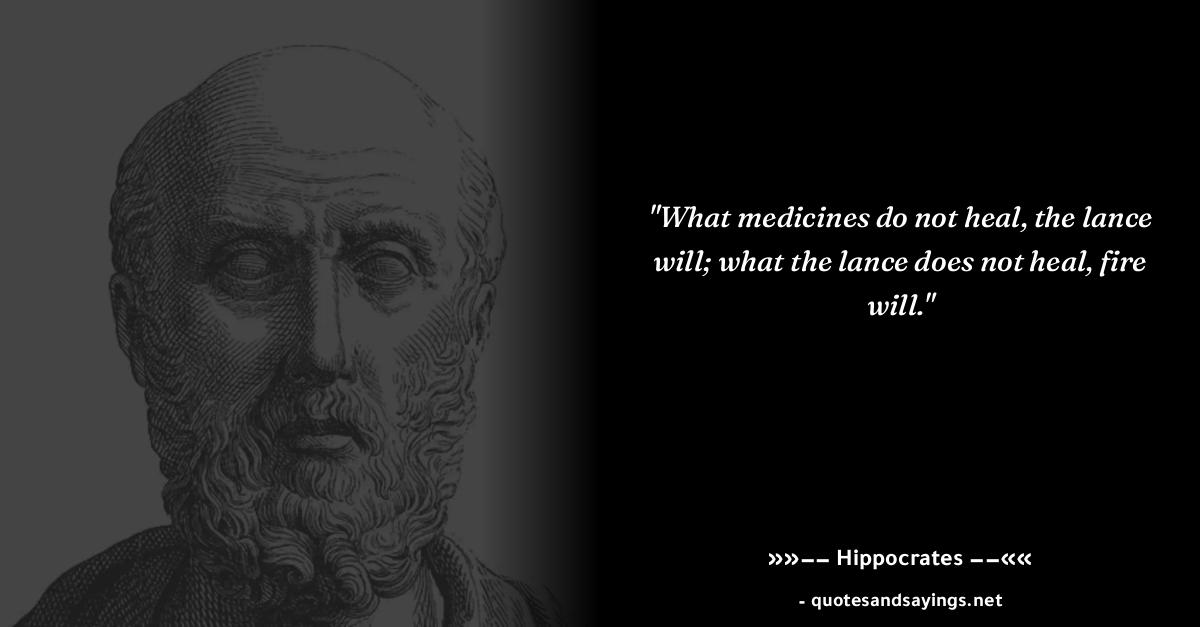 "What medicines do not heal, the lance
will; what the lance does not heal, fire
will."
»»–– Hippocrates ––««
- quotesandsayings.net